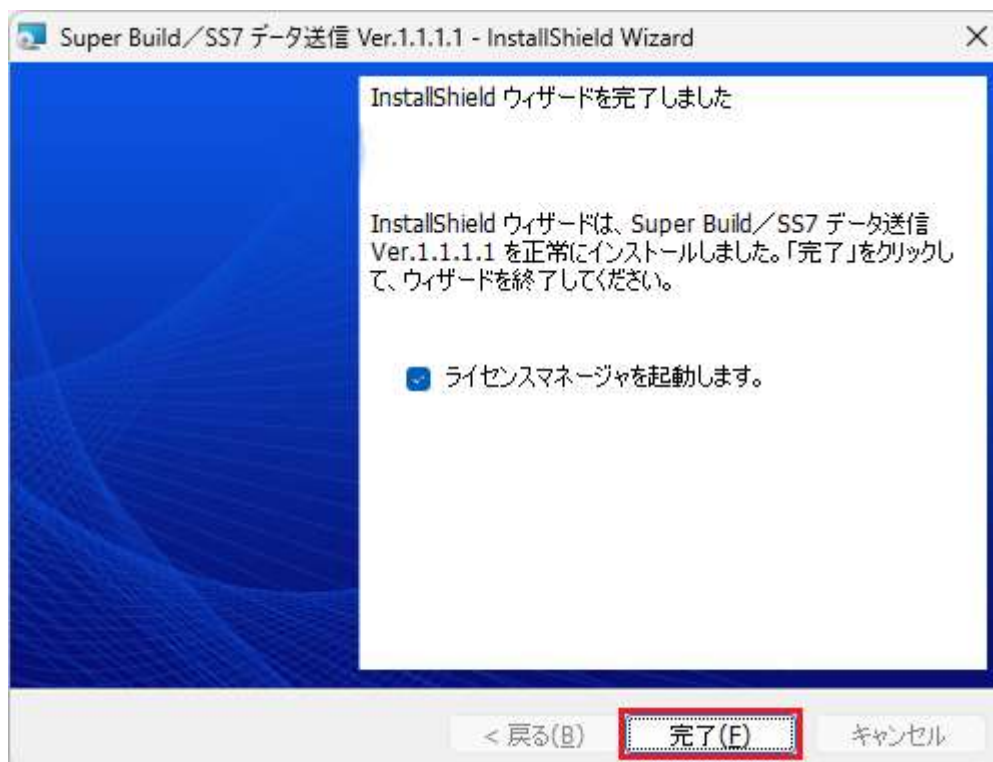 Super Build／SS7 データ送信 Ver.1.1.1.1 - InstallShield Wizard
InstallShield ウィザードを完了しました
InstallShield ウィザードは、Super Build／SS7 データ送信
Ver.1.1.1.1 を正常にインストールしました。「完了」をクリックし
て、ウィザードを終了してください。
ライセンスマネージャを起動します。
< 戻る(B)
完了(F)
キャンセル